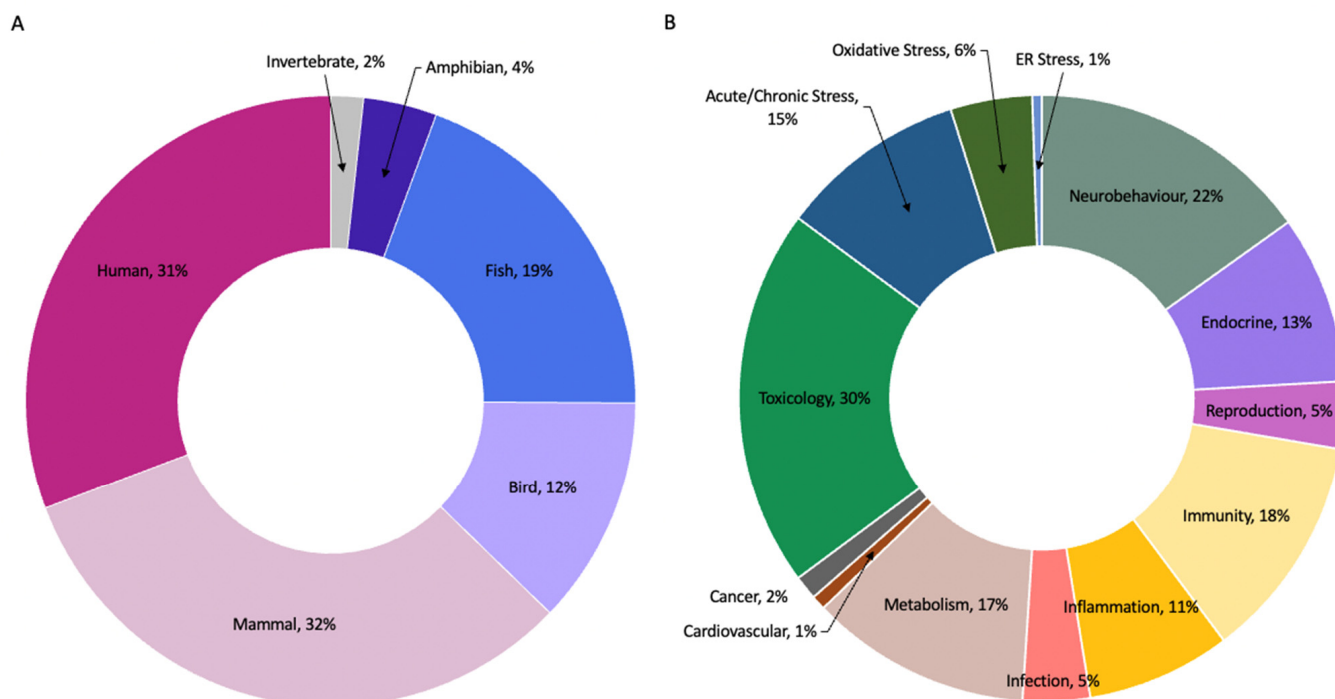 A
Invertebrate, 2%
Amphibian, 4%
Human, 31%
Fish, 19%
Bird, 12%
Mammal, 32%
B
Oxidative Stress, 6%
ER Stress, 1%
Acute/Chronic Stress,
15%
Neurobehaviour, 22%
Endocrine, 13%
Toxicology, 30%
Reproduction, 5%
Immunity, 18%
Cancer, 2%
Metabolism, 17%
Inflammation, 11%
Cardiovascular, 1%
Infection, 5%